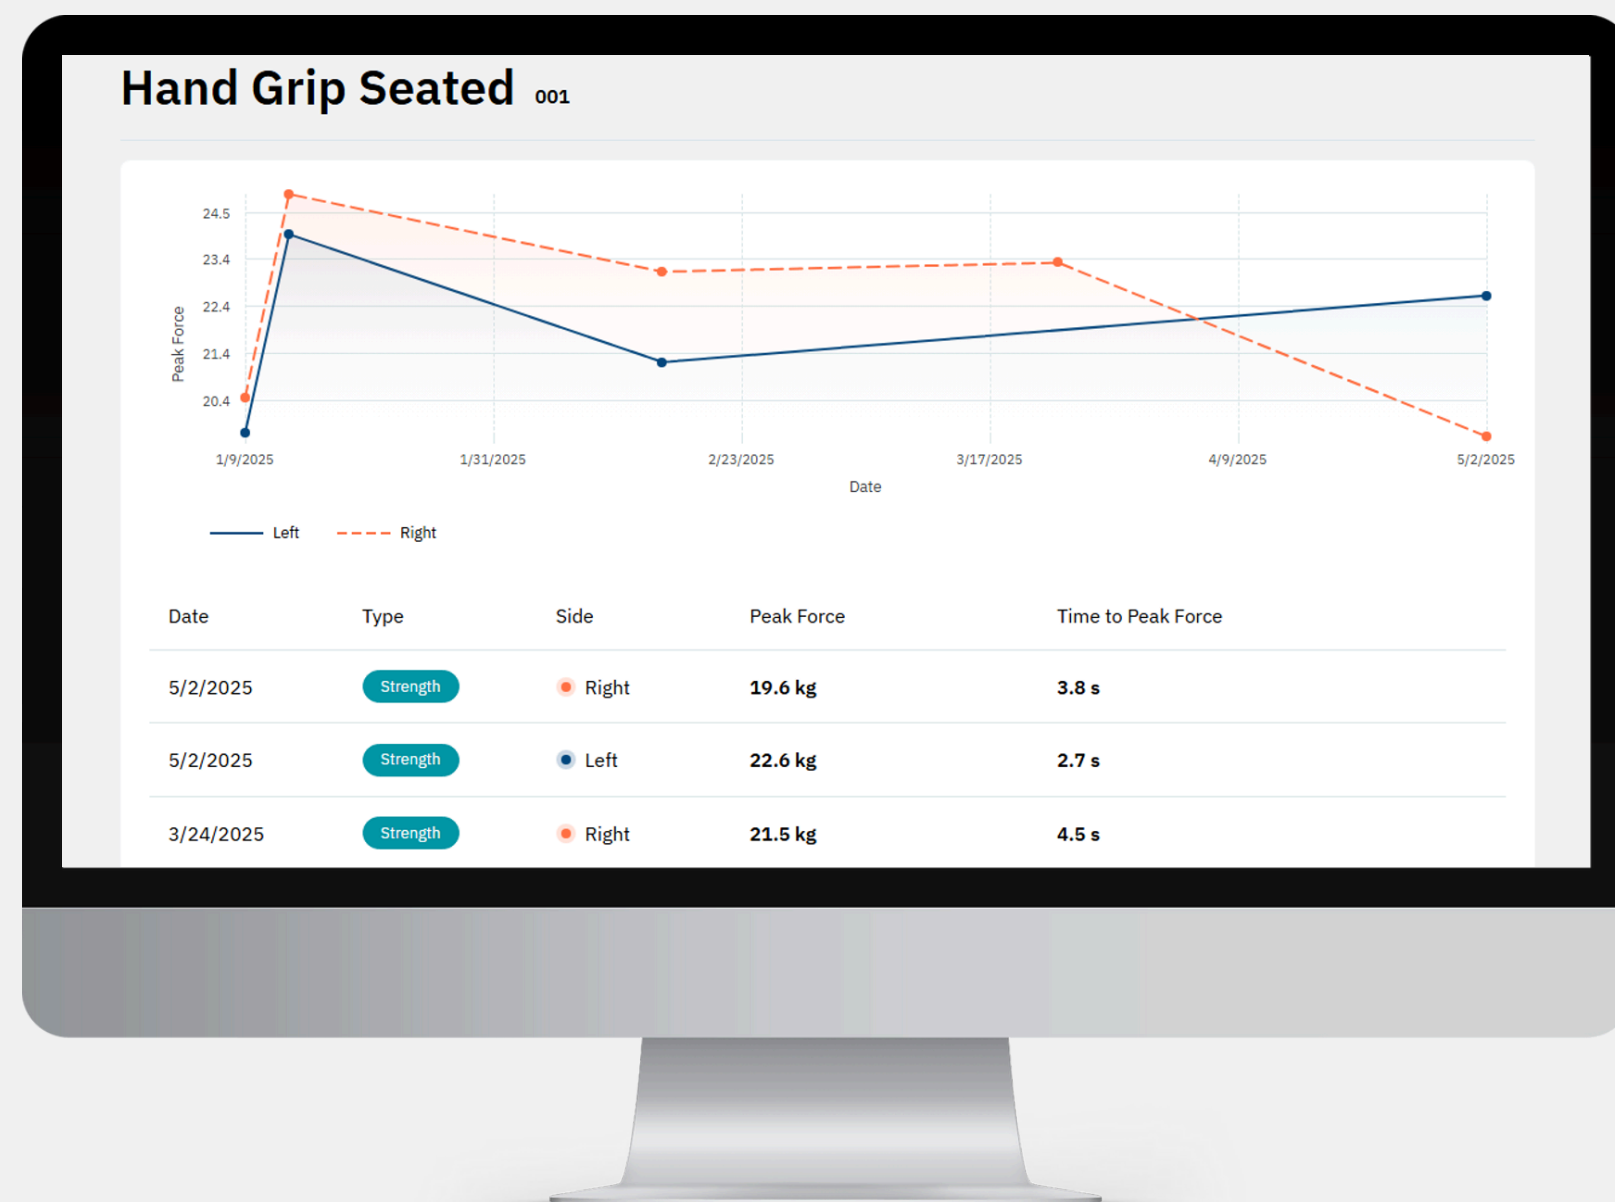 Hand Grip Seated 001
24.5
23.4
22.4
21.4
20.4
Peak Force
1/9/2025 1/31/2025 2/23/2025 3/17/2025 4/9/2025 5/2/2025
Date
Left Right
Date Type Side Peak Force Time to Peak Force
5/2/2025 Strength Right 19.6 kg 3.8 s
5/2/2025 Strength Left 22.6 kg 2.7 s
3/24/2025 Strength Right 21.5 kg 4.5 s